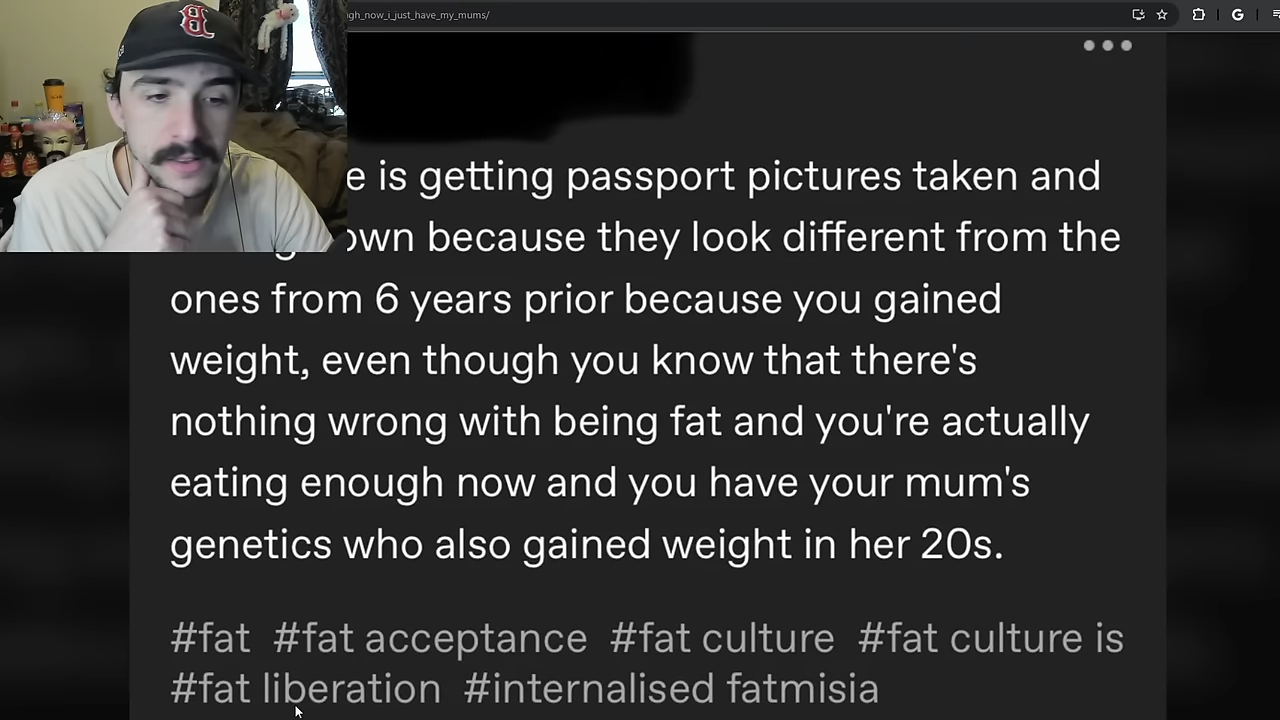 gh_now_i_just_have_my_mums/
B
G
e is getting passport pictures taken and
own because they look different from the
ones from 6 years prior because you gained
weight, even though you know that there's
nothing wrong with being fat and you're actually
eating enough now and you have your mum's
genetics who also gained weight in her 20s.
#fat #fat acceptance #fat culture #fat culture is
#fat liberation #internalised fatmisia